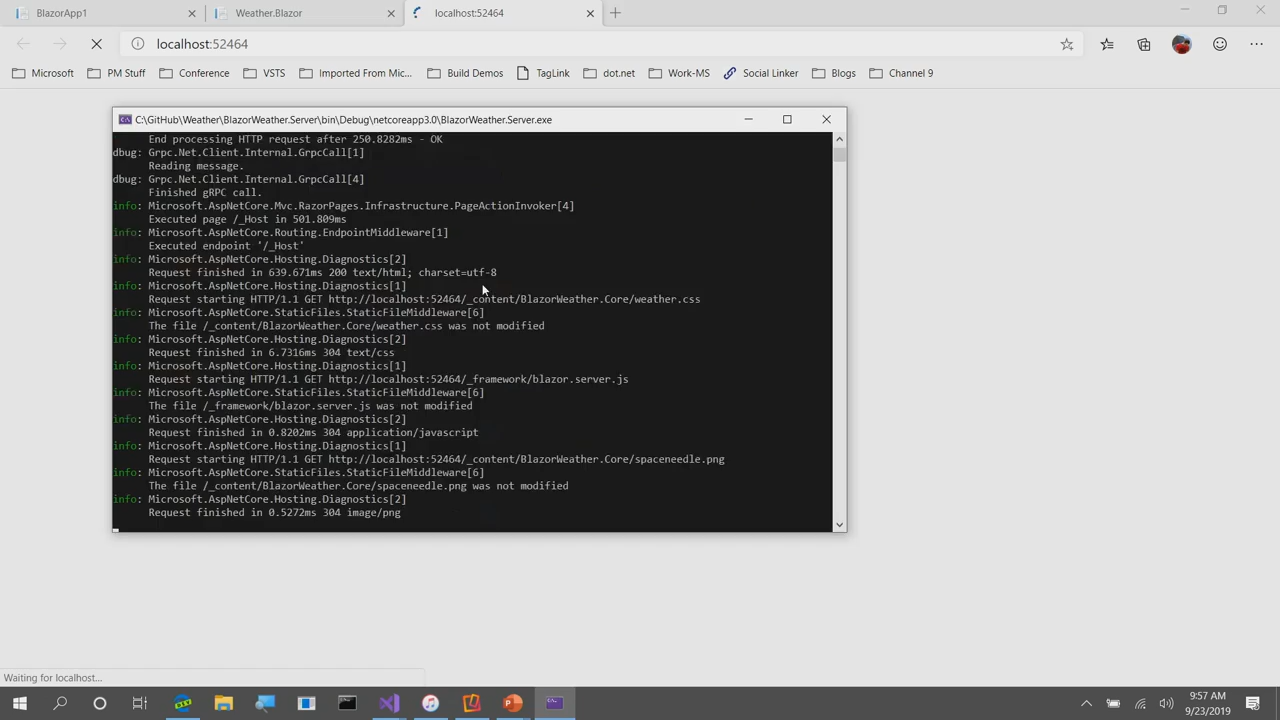 BlazorApp1
Weather.Blazor
localhost:52464
localhost:52464
Microsoft
PM Stuff
Conference
VSTS
Imported From Mic...
Build Demos
TagLink
dot.net
Work-MS
Social Linker
Blogs
Channel 9
C:\GitHub\Weather\BlazorWeather.Server\bin\Debug\netcoreapp3.0\BlazorWeather.Server.exe
End processing HTTP request after 250.8282ms - OK
dbug: Grpc.Net.Client.Internal.GrpcCall[1]
Reading message.
dbug: Grpc.Net.Client.Internal.GrpcCall[4]
Finished gRPC call.
info: Microsoft.AspNetCore.Mvc.RazorPages.Infrastructure.PageActionInvoker[4]
Executed page /_Host in 501.809ms
info: Microsoft.AspNetCore.Routing.EndpointMiddleware[1]
Executed endpoint '/_Host'
info: Microsoft.AspNetCore.Hosting.Diagnostics[2]
Request finished in 639.671ms 200 text/html; charset=utf-8
info: Microsoft.AspNetCore.Hosting.Diagnostics[1]
Request starting HTTP/1.1 GET http://localhost:52464/_content/BlazorWeather.Core/weather.css
info: Microsoft.AspNetCore.StaticFiles.StaticFileMiddleware[6]
The file /_content/BlazorWeather.Core/weather.css was not modified
info: Microsoft.AspNetCore.Hosting.Diagnostics[2]
Request finished in 6.7316ms 304 text/css
info: Microsoft.AspNetCore.Hosting.Diagnostics[1]
Request starting HTTP/1.1 GET http://localhost:52464/_framework/blazor.server.js
info: Microsoft.AspNetCore.StaticFiles.StaticFileMiddleware[6]
The file /_framework/blazor.server.js was not modified
info: Microsoft.AspNetCore.Hosting.Diagnostics[2]
Request finished in 0.8202ms 304 application/javascript
info: Microsoft.AspNetCore.Hosting.Diagnostics[1]
Request starting HTTP/1.1 GET http://localhost:52464/_content/BlazorWeather.Core/spaceneedle.png
info: Microsoft.AspNetCore.StaticFiles.StaticFileMiddleware[6]
The file /_content/BlazorWeather.Core/spaceneedle.png was not modified
info: Microsoft.AspNetCore.Hosting.Diagnostics[2]
Request finished in 0.5272ms 304 image/png
Waiting for localhost...
9:57 AM
9/23/2019